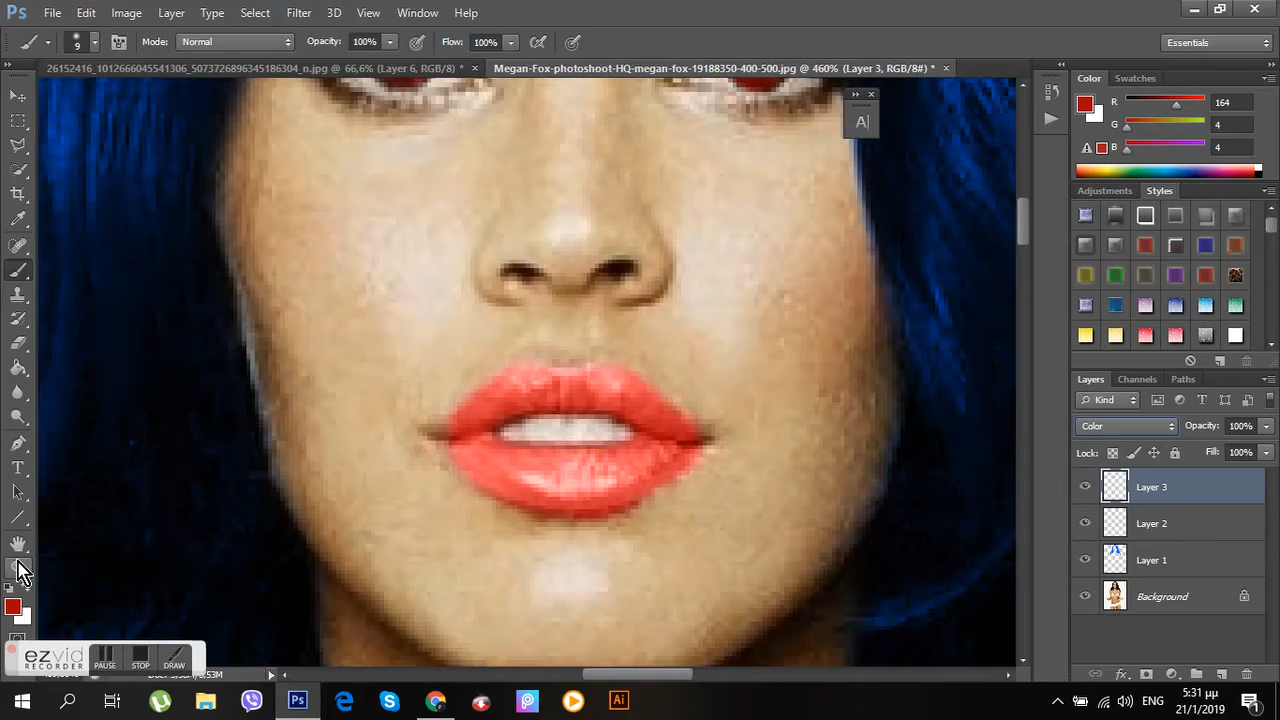 Ps File Edit Image Layer Type Select Filter 3D View Window Help
9 Mode: Normal Opacity: 100% Flow: 100% Essentials
26152416_1012666045541306_5073726896345186304_n.jpg @ 66,6% (Layer 6, RGB/8) * × Megan-Fox-photoshoot-HQ-megan-fox-19188350-400-500.jpg @ 460% (Layer 3, RGB/8#) * ×
Color Swatches
R 164
G 4
B 4
A|
Adjustments Styles
Layers Channels Paths
Kind
Color Opacity: 100%
Lock: Fill: 100%
Layer 3
Layer 2
Layer 1
Background
T
ezvid
RECORDER
PAUSE STOP DRAW
Ps Ai ENG 5:31 μμ
21/1/2019